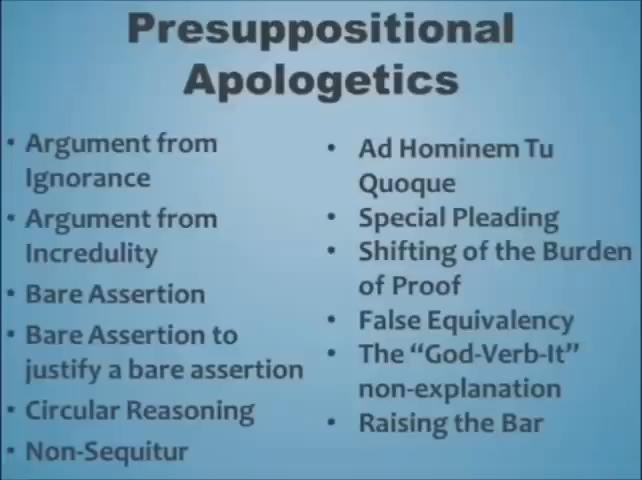 Presuppositional
Apologetics
• Argument from
Ignorance
• Argument from
Incredulity
• Bare Assertion
• Bare Assertion to
justify a bare assertion
• Circular Reasoning
• Non-Sequitur
• Ad Hominem Tu
Quoque
• Special Pleading
• Shifting of the Burden
of Proof
• False Equivalency
• The “God-Verb-It”
non-explanation
• Raising the Bar